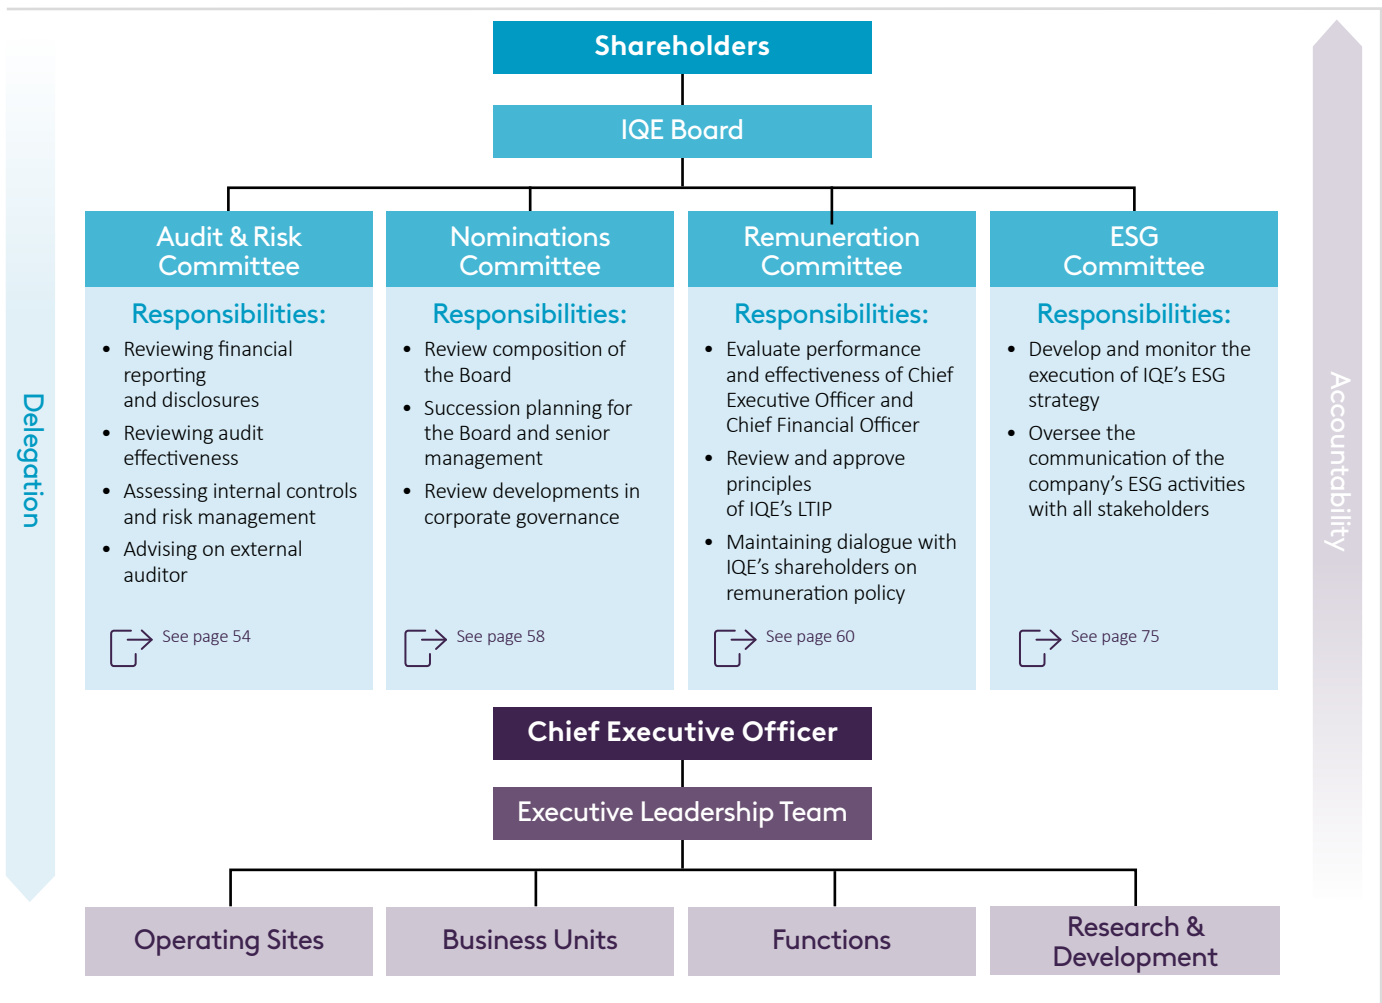 Shareholders
IQE Board
Delegation
Accountability
Audit & Risk
Committee
Responsibilities:
• Reviewing financial
reporting
and disclosures
• Reviewing audit
effectiveness
• Assessing internal controls
and risk management
• Advising on external
auditor
See page 54
Nominations
Committee
Responsibilities:
• Review composition of
the Board
• Succession planning for
the Board and senior
management
• Review developments in
corporate governance
See page 58
Remuneration
Committee
Responsibilities:
• Evaluate performance
and effectiveness of Chief
Executive Officer and
Chief Financial Officer
• Review and approve
principles
of IQE’s LTIP
• Maintaining dialogue with
IQE’s shareholders on
remuneration policy
See page 60
ESG
Committee
Responsibilities:
• Develop and monitor the
execution of IQE’s ESG
strategy
• Oversee the
communication of the
company’s ESG activities
with all stakeholders
See page 75
Chief Executive Officer
Executive Leadership Team
Operating Sites
Business Units
Functions
Research &
Development